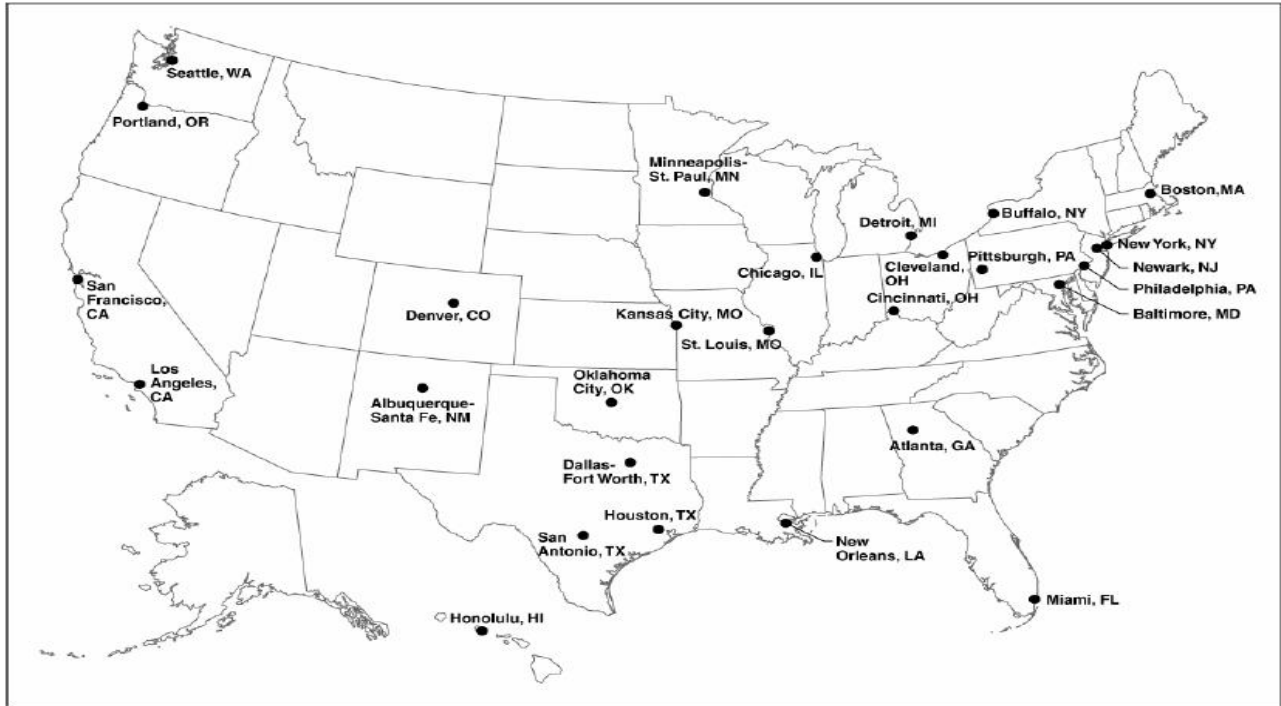 Seattle, WA
Portland, OR
Minneapolis-
St. Paul, MN
Boston,MA
Buffalo, NY
Detroit, MI
New York, NY
Pittsburgh, PA
Newark, NJ
Chicago, IL
Cleveland,
OH
Philadelphia, PA
San
Francisco,
CA
Cincinnati, OH
Denver, CO
Kansas City, MO
Baltimore, MD
St. Louis, MO
Los
Angeles,
CA
Oklahoma
City, OK
Albuquerque-
Santa Fe, NM
Atlanta, GA
Dallas-
Fort Worth, TX
Houston, TX
San
Antonio, TX
New
Orleans, LA
Miami, FL
Honolulu, HI